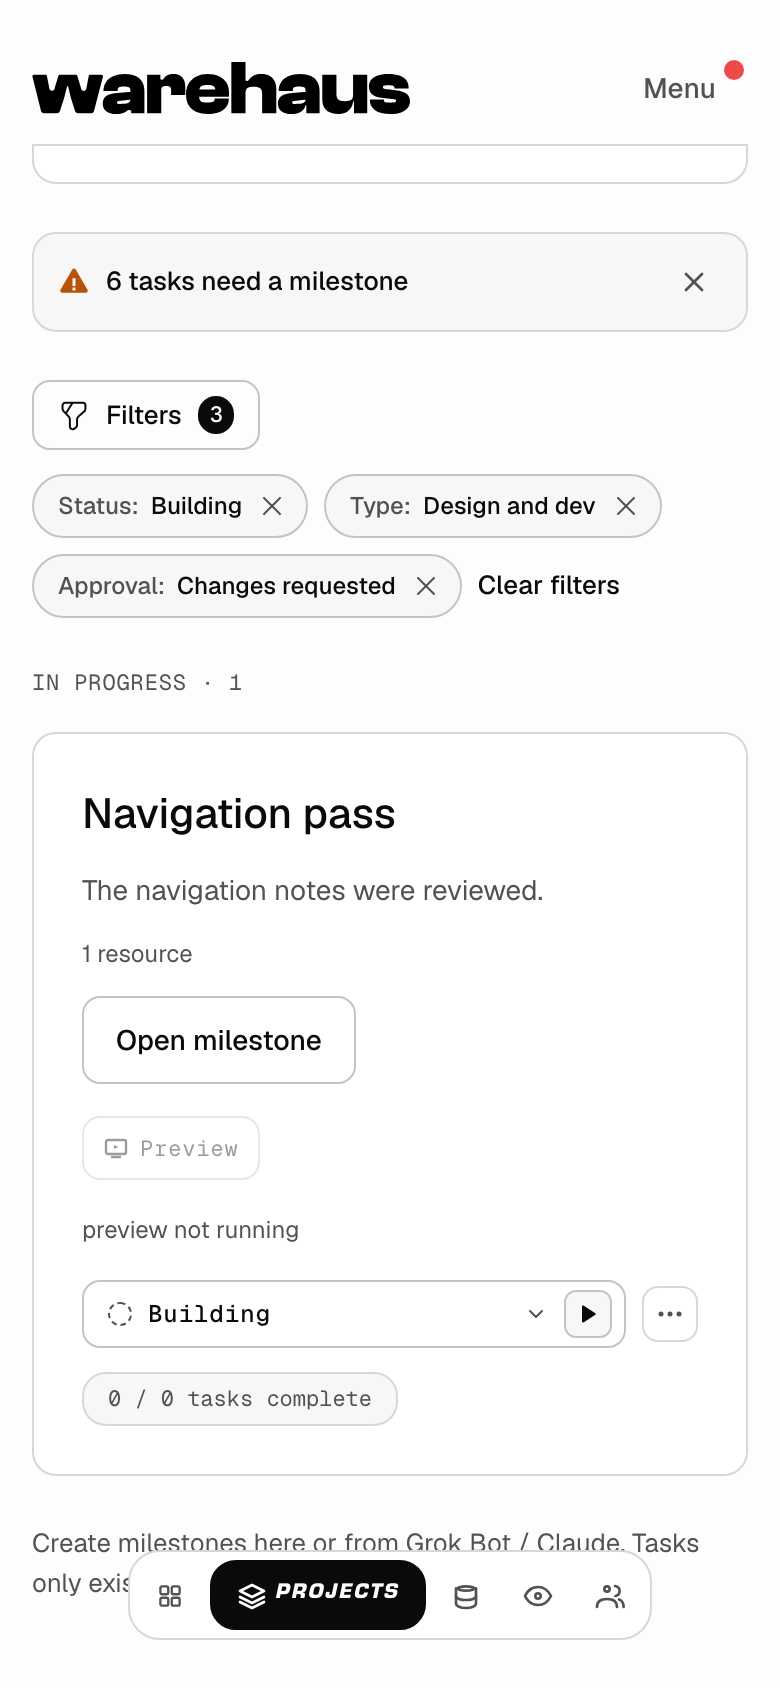 warehaus
Menu
6 tasks need a milestone
Filters 3
Status: Building
Type: Design and dev
Approval: Changes requested
Clear filters
IN PROGRESS · 1
Navigation pass
The navigation notes were reviewed.
1 resource
Open milestone
Preview
preview not running
Building
0 / 0 tasks complete
Create milestones here or from Grok Bot / Claude. Tasks
only
PROJECTS